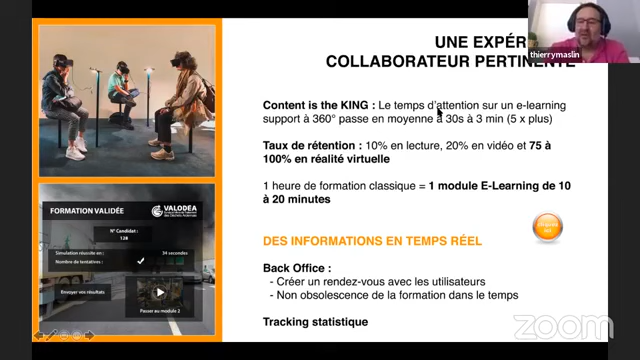 UNE EXPÉR
COLLABORATEUR PERTINENTE
thierrymaslin
Content is the KING : Le temps d'attention sur un e-learning
support à 360° passe en moyenne à 30s à 3 min (5 x plus)
Taux de rétention : 10% en lecture, 20% en vidéo et 75 à
100% en réalité virtuelle
1 heure de formation classique = 1 module E-Learning de 10
à 20 minutes
DES INFORMATIONS EN TEMPS RÉEL
Back Office :
- Créer un rendez-vous avec les utilisateurs
- Non obsolescence de la formation dans le temps
Tracking statistique
FORMATION VALIDÉE
VALODEA
N° Candidat :
128
Simulation réussite en :
34 secondes
Nombre de tentatives :
Envoyer vos résultats
Passer au module 2
zoom